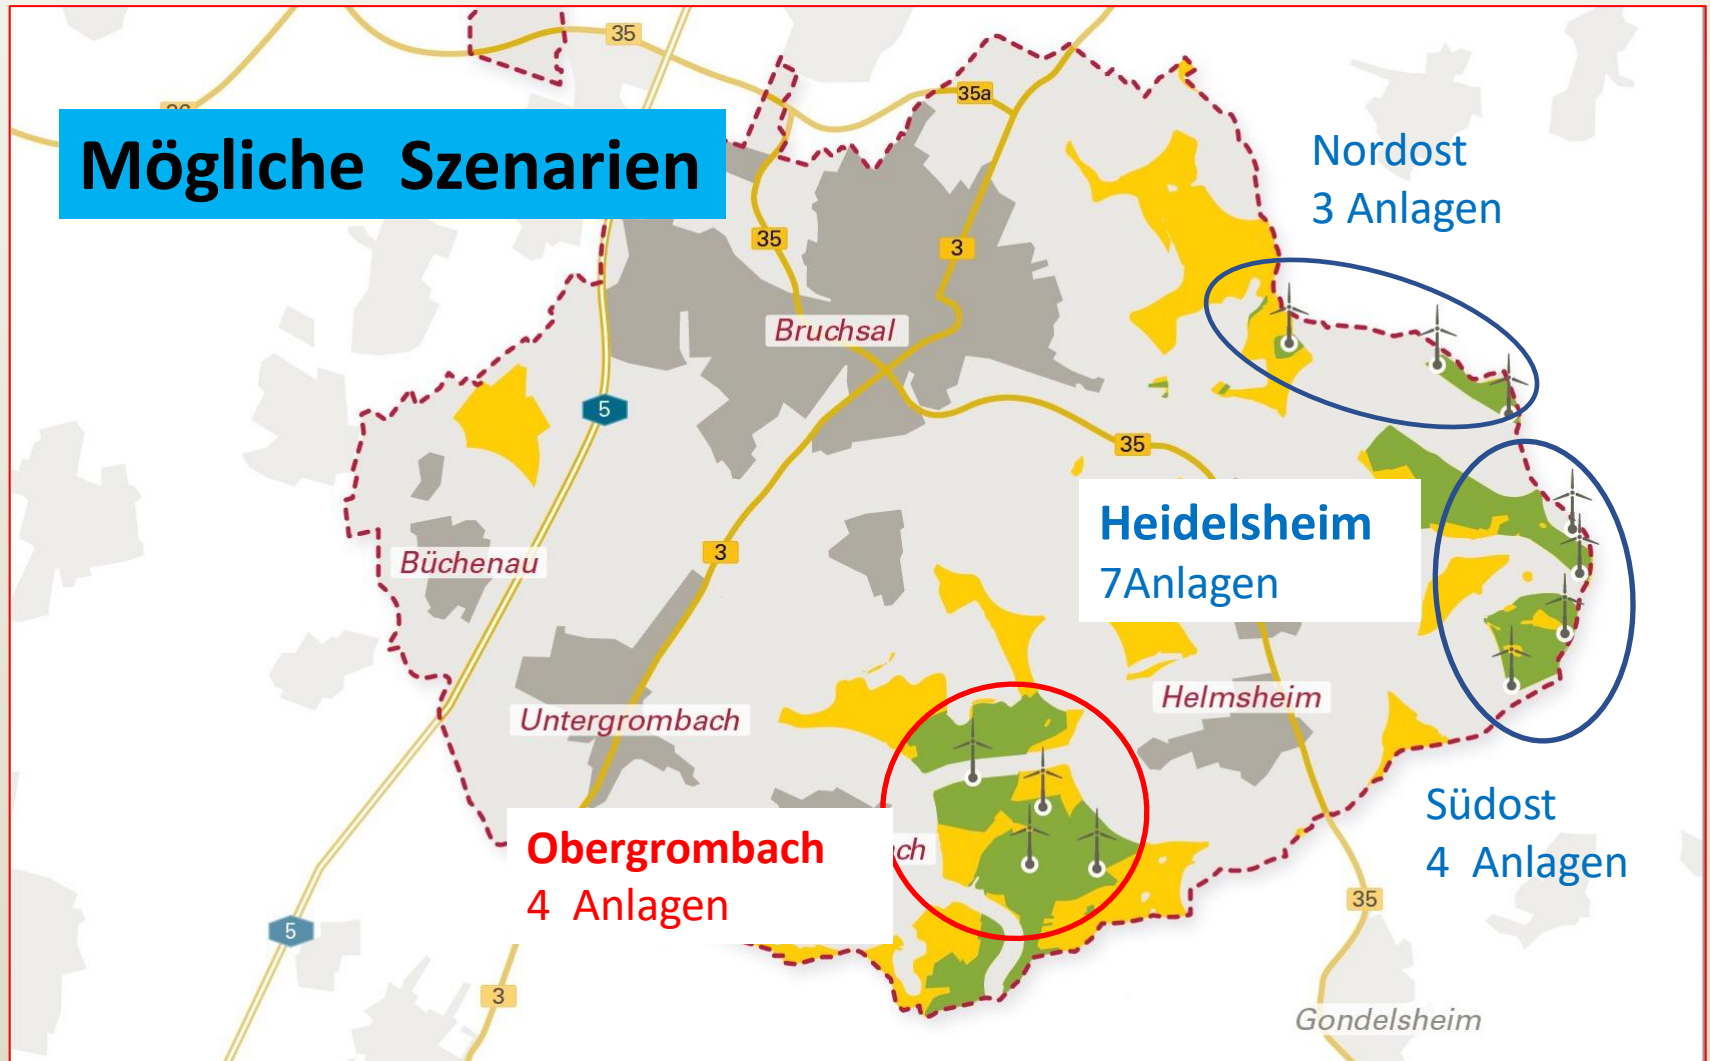 35
35a
Mögliche  Szenarien
Nordost
3 Anlagen
35
3
Bruchsal
5
35
Heidelsheim
7Anlagen
3
Büchenau
Helmsheim
Untergrombach
Südost
4  Anlagen
Obergrombach
4  Anlagen
ch
35
5
3
Gondelsheim